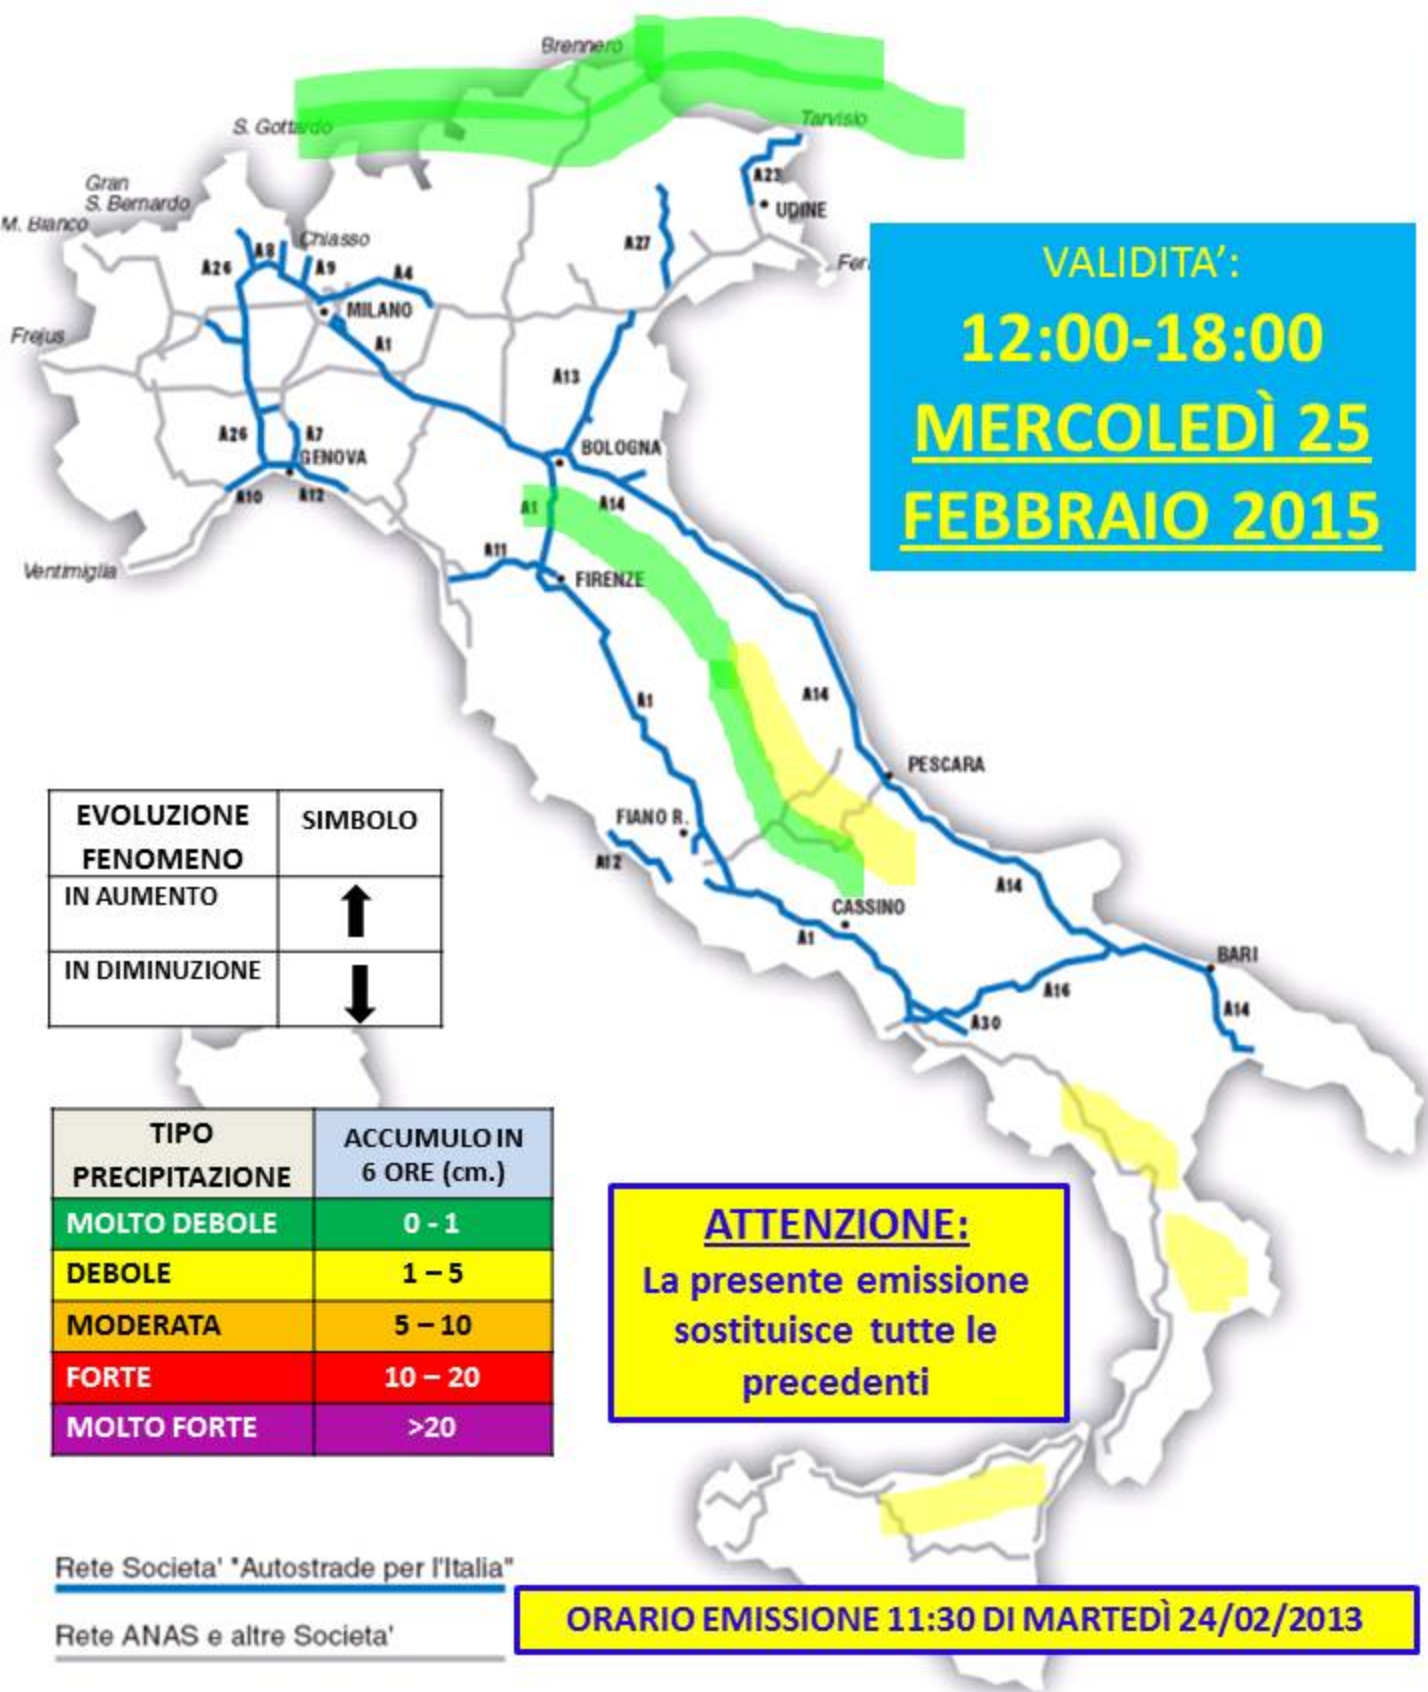 Brennero
S. Gottardo
Tarvisio
Gran
S. Bernardo
M. Bianco
A23
UDINE
Chiasso
A8
A26
A9
A4
A27
MILANO
Frejus
A1
A13
A26
A7
GENOVA
BOLOGNA
A10
A12
A1
A14
Ventimiglia
A11
FIRENZE
VALIDITA’:
12:00-18:00
MERCOLEDÌ 25
FEBBRAIO 2015
A1
A14
PESCARA
FIANO R.
A12
CASSINO
A1
A14
BARI
A16
A30
A14
EVOLUZIONE
FENOMENO
SIMBOLO
IN AUMENTO
IN DIMINUZIONE
TIPO
PRECIPITAZIONE
ACCUMULO IN
6 ORE (cm.)
MOLTO DEBOLE
0 - 1
DEBOLE
1 – 5
MODERATA
5 – 10
FORTE
10 – 20
MOLTO FORTE
>20
ATTENZIONE:
La presente emissione
sostituisce tutte le
precedenti
Rete Societa' "Autostrade per l'Italia"
Rete ANAS e altre Societa'
ORARIO EMISSIONE 11:30 DI MARTEDÌ 24/02/2013